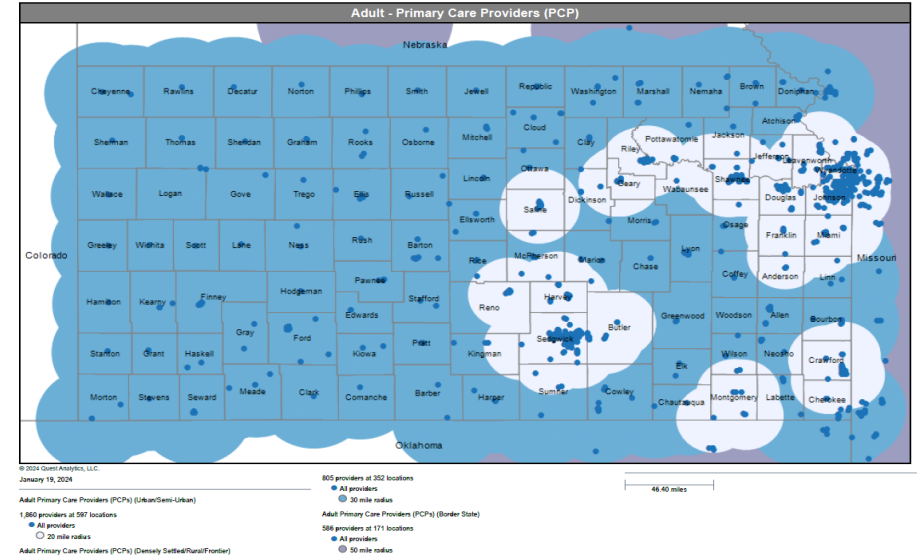 Adult - Primary Care Providers (PCP)
Nebraska
Cheyenne Rawlins Decatur Norton Phillips Smith Jewell Republic Washington Marshall Nemaha Brown Doniphan
Atchison
Sherman Thomas Sheridan Graham Rooks Osborne Mitchell Cloud Clay Riley Pottawatomie Jackson Jefferson Leavenworth
Wallace Logan Gove Trego Ellis Russell Lincoln Ottawa Saline Dickinson Geary Wabaunsee Shawnee Douglas Johnson Wyandotte
Colorado
Greeley Wichita Scott Lane Ness Rush Barton Ellsworth Rice McPherson Marion Morris Chase Lyon Osage Franklin Miami
Missouri
Hamilton Kearny Finney Hodgeman Pawnee Stafford Reno Harvey Butler Greenwood Coffey Anderson Linn
Gray Ford Edwards Sedgwick Woodson Allen Bourbon
Stanton Grant Haskell Kiowa Pratt Kingman Elk Wilson Neosho Crawford
Morton Stevens Seward Meade Clark Comanche Barber Harper Sumner Cowley Chautauqua Montgomery Labette Cherokee
Oklahoma
© 2024 Quest Analytics, LLC.
January 19, 2024
Adult Primary Care Providers (PCPs) (Urban/Semi-Urban)
1,860 providers at 597 locations
All providers
20 mile radius
Adult Primary Care Providers (PCPs) (Densely Settled/Rural/Frontier)
805 providers at 352 locations
All providers
30 mile radius
Adult Primary Care Providers (PCPs) (Border State)
586 providers at 171 locations
All providers
50 mile radius
46.40 miles